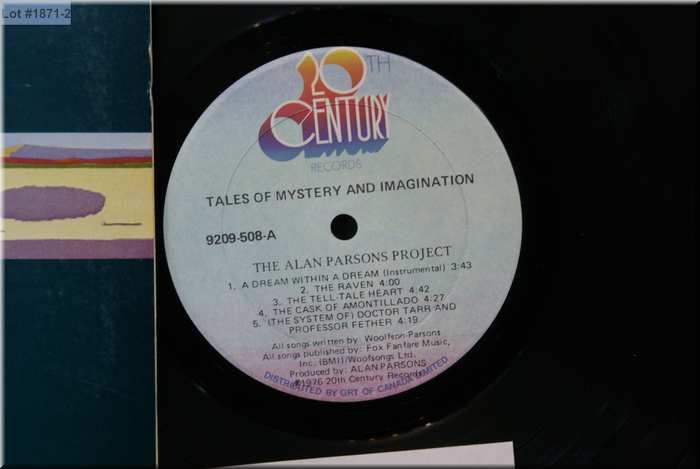 Lot #1871-2
20TH
CENTURY
RECORDS
TALES OF MYSTERY AND IMAGINATION
9209-508-A
THE ALAN PARSONS PROJECT
1. A DREAM WITHIN A DREAM (Instrumental) 3:43
2. THE RAVEN 4:00
3. THE TELL-TALE HEART 4:42
4. THE CASK OF AMONTILLADO 4:27
5. (THE SYSTEM OF) DOCTOR TARR AND
PROFESSOR FETHER 4:19
All songs written by: Woolfson-Parsons
All songs published by: Fox Fanfare Music,
Inc. (BMI)/Woolfsongs Ltd.
Produced by: ALAN PARSONS
℗1976 20th Century Records
DISTRIBUTED BY GRT OF CANADA LIMITED